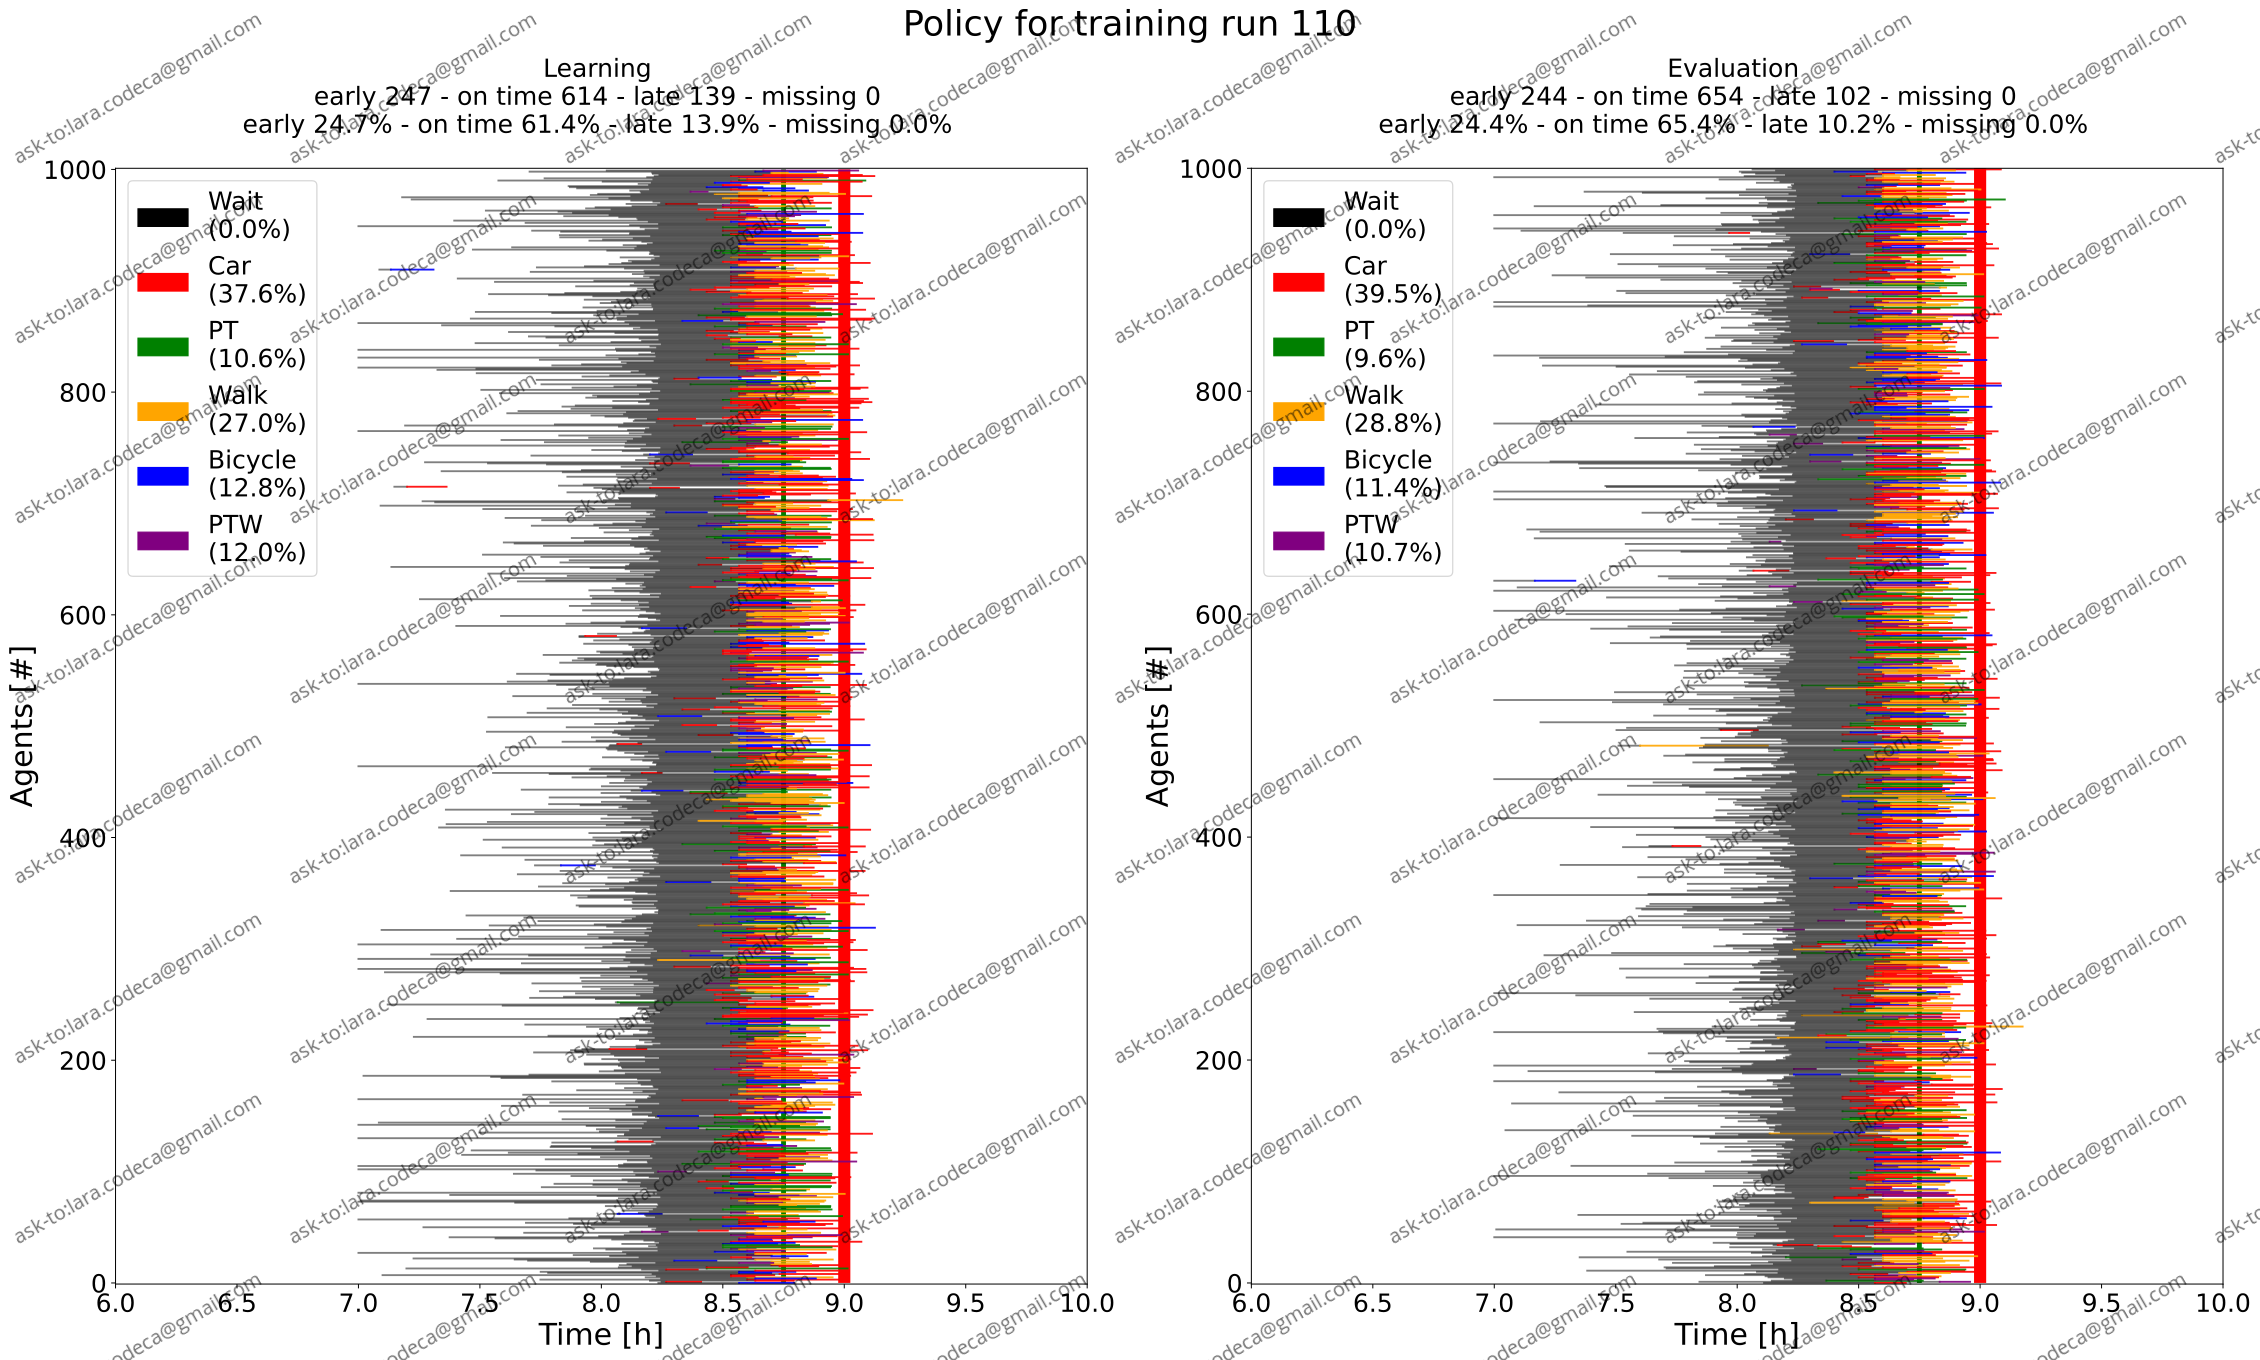 Policy for training run 110
Learning
early 247 - on time 614 - late 139 - missing 0
early 24.7% - on time 61.4% - late 13.9% - missing 0.0%
Wait
(0.0%)
Car
(37.6%)
PT
(10.6%)
Walk
(27.0%)
Bicycle
(12.8%)
PTW
(12.0%)
1000
800
600
400
200
0
Agents [#]
6.0 6.5 7.0 7.5 8.0 8.5 9.0 9.5 10.0
Time [h]
Evaluation
early 244 - on time 654 - late 102 - missing 0
early 24.4% - on time 65.4% - late 10.2% - missing 0.0%
Wait
(0.0%)
Car
(39.5%)
PT
(9.6%)
Walk
(28.8%)
Bicycle
(11.4%)
PTW
(10.7%)
1000
800
600
400
200
0
Agents [#]
6.0 6.5 7.0 7.5 8.0 8.5 9.0 9.5 10.0
Time [h]
ask-to:lara.codeca@gmail.com